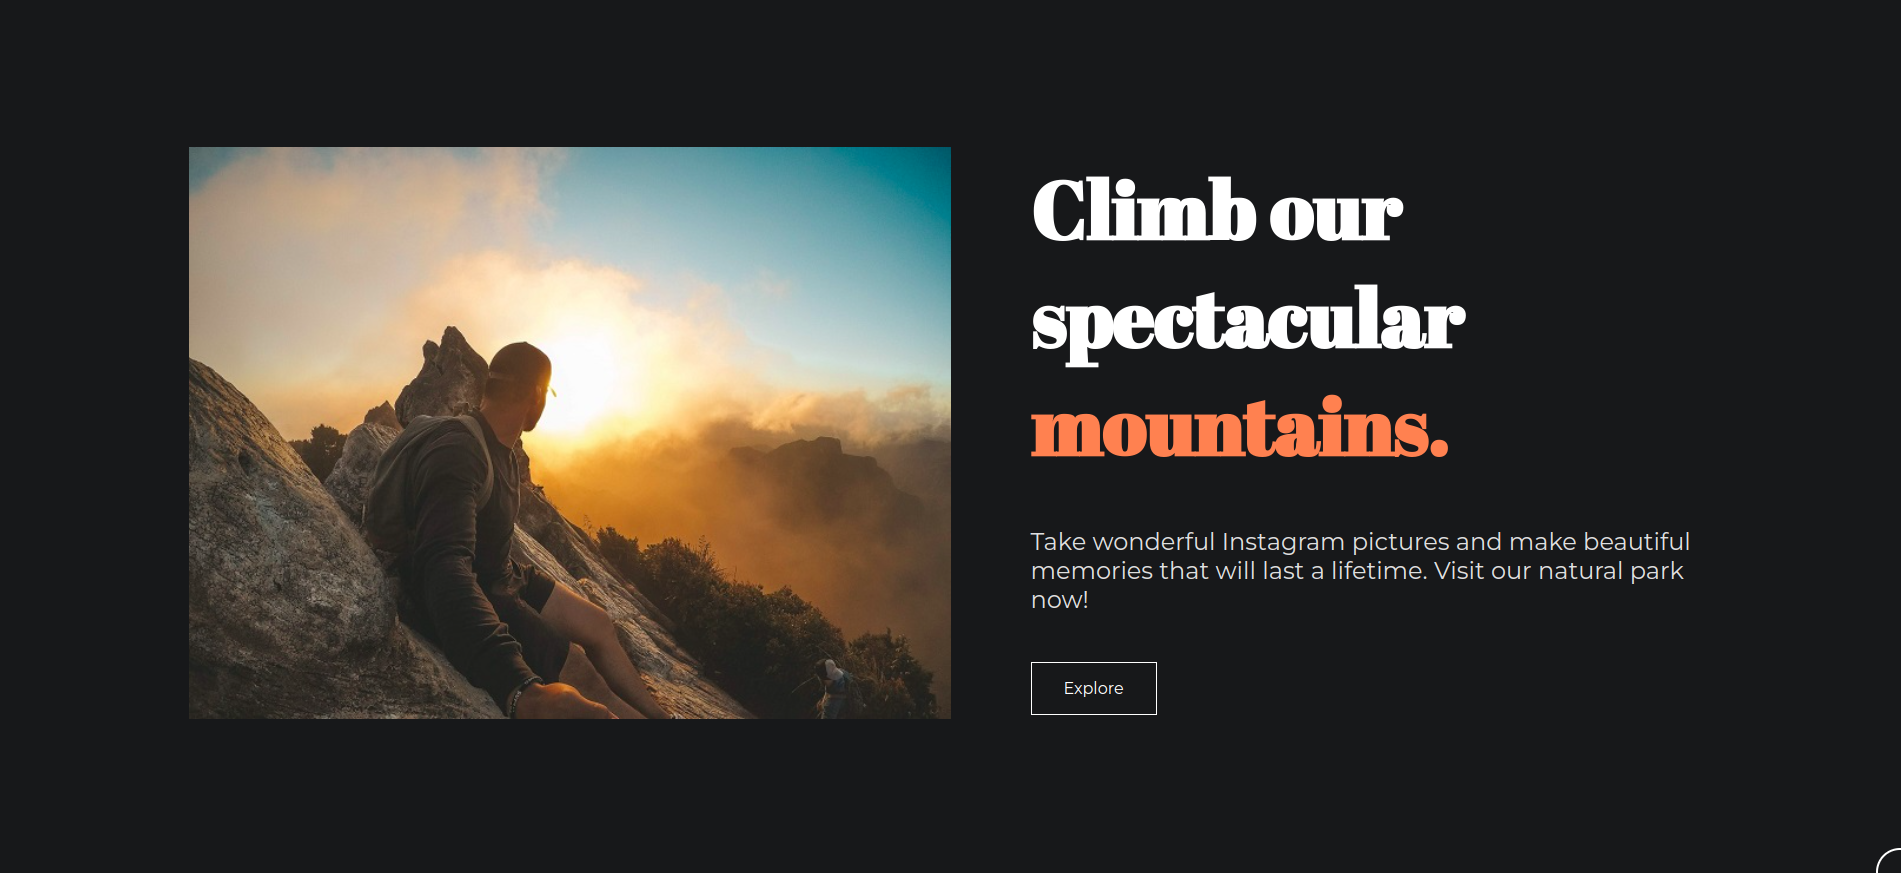 Climb our
spectacular
mountains.
Take wonderful Instagram pictures and make beautiful
memories that will last a lifetime. Visit our natural park
now!
Explore